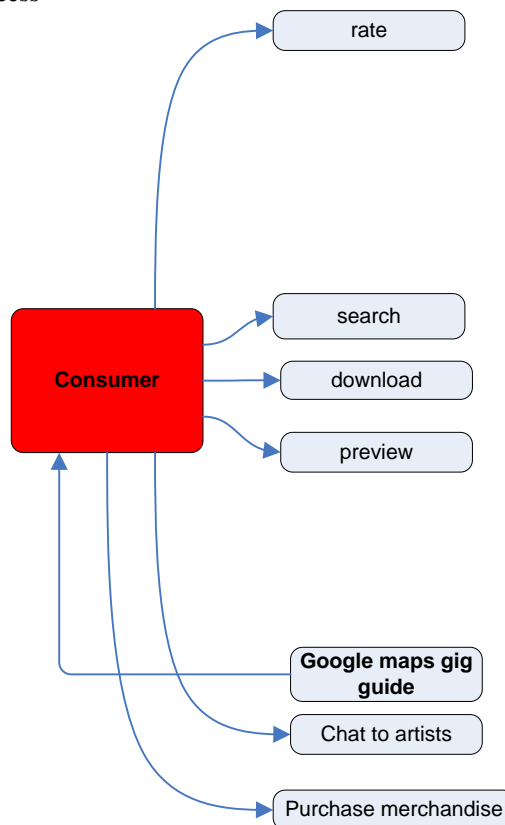 rate
search
Consumer
download
preview
Google maps gig
guide
Chat to artists
Purchase merchandise